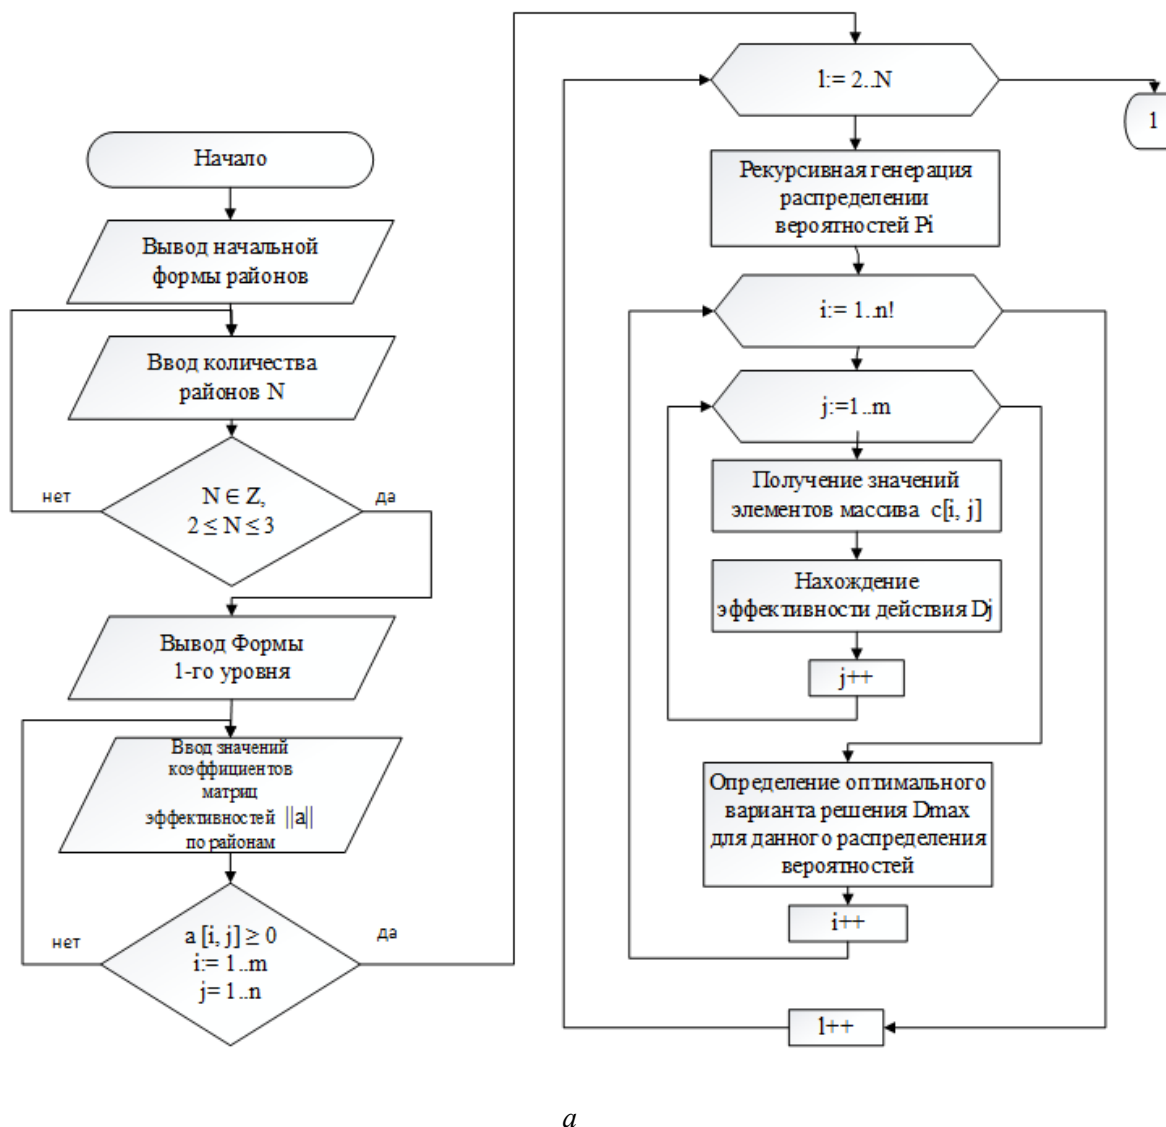 Начало
Вывод начальной
формы районов
Ввод количества
районов N
нет
N ∈ Z,
2 ≤ N ≤ 3
да
Вывод Формы
1-го уровня
Ввод значений
коэффициентов
матриц
эффективностей ||a||
по районам
нет
a [i, j] ≥ 0
i:= 1..m
j= 1..n
да
l:= 2..N
1
Рекурсивная генерация
распределении
вероятностей Pi
i:= 1..n!
j:=1..m
Получение значений
элементов массива c[i, j]
Нахождение
эффективности действия Dj
j++
Определение оптимального
варианта решения Dmax
для данного распределения
вероятностей
i++
l++
а